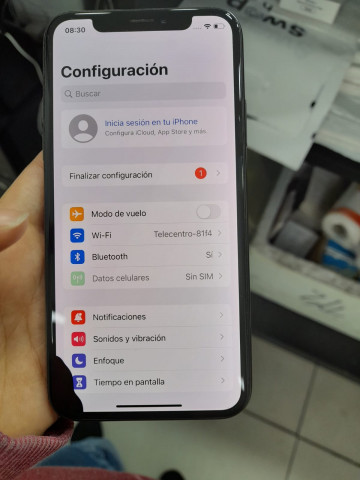 08:30
Configuración
Buscar
Inicia sesión en tu iPhone
Configura iCloud, App Store y más
Finalizar configuración 1
Modo de vuelo
Wi-Fi Telecentro-81f4
Bluetooth Sí
Datos celulares Sin SIM
Notificaciones
Sonidos y vibración
Enfoque
Tiempo en pantalla